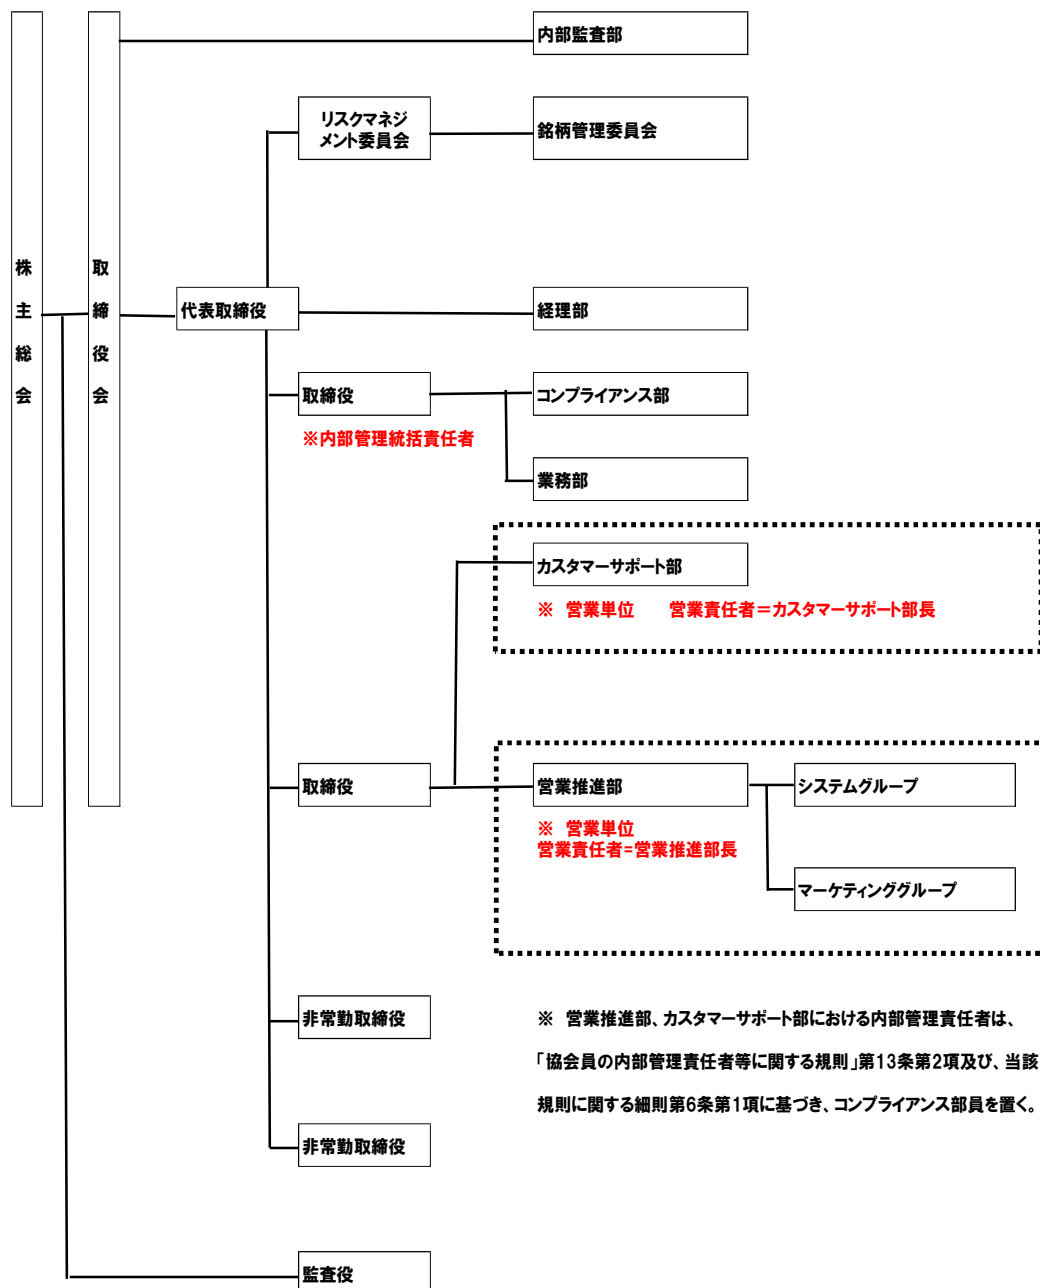 株主総会
取締役会
内部監査部
リスクマネジ
メント委員会
銘柄管理委員会
代表取締役
経理部
取締役
※内部管理統括責任者
コンプライアンス部
業務部
カスタマーサポート部
※ 営業単位　　営業責任者＝カスタマーサポート部長
取締役
営業推進部
※ 営業単位
営業責任者=営業推進部長
システムグループ
マーケティンググループ
非常勤取締役
※ 営業推進部、カスタマーサポート部における内部管理責任者は、
「協会員の内部管理責任者等に関する規則」第13条第2項及び、当該
規則に関する細則第6条第1項に基づき、コンプライアンス部員を置く。
非常勤取締役
監査役